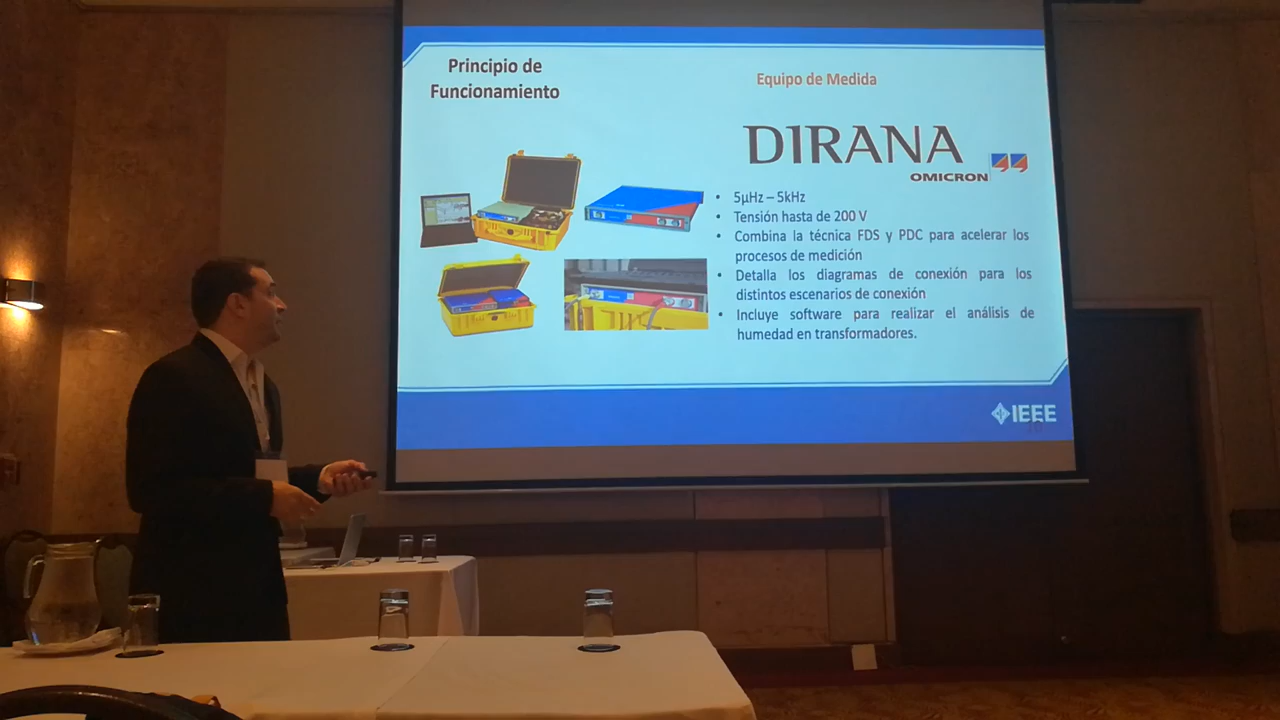 Principio de
Funcionamiento
Equipo de Medida
DIRANA
OMICRON
• 5µHz – 5kHz
• Tensión hasta de 200 V
• Combina la técnica FDS y PDC para acelerar los
procesos de medición
• Detalla los diagramas de conexión para los
distintos escenarios de conexión
• Incluye software para realizar el análisis de
humedad en transformadores.
IEEE